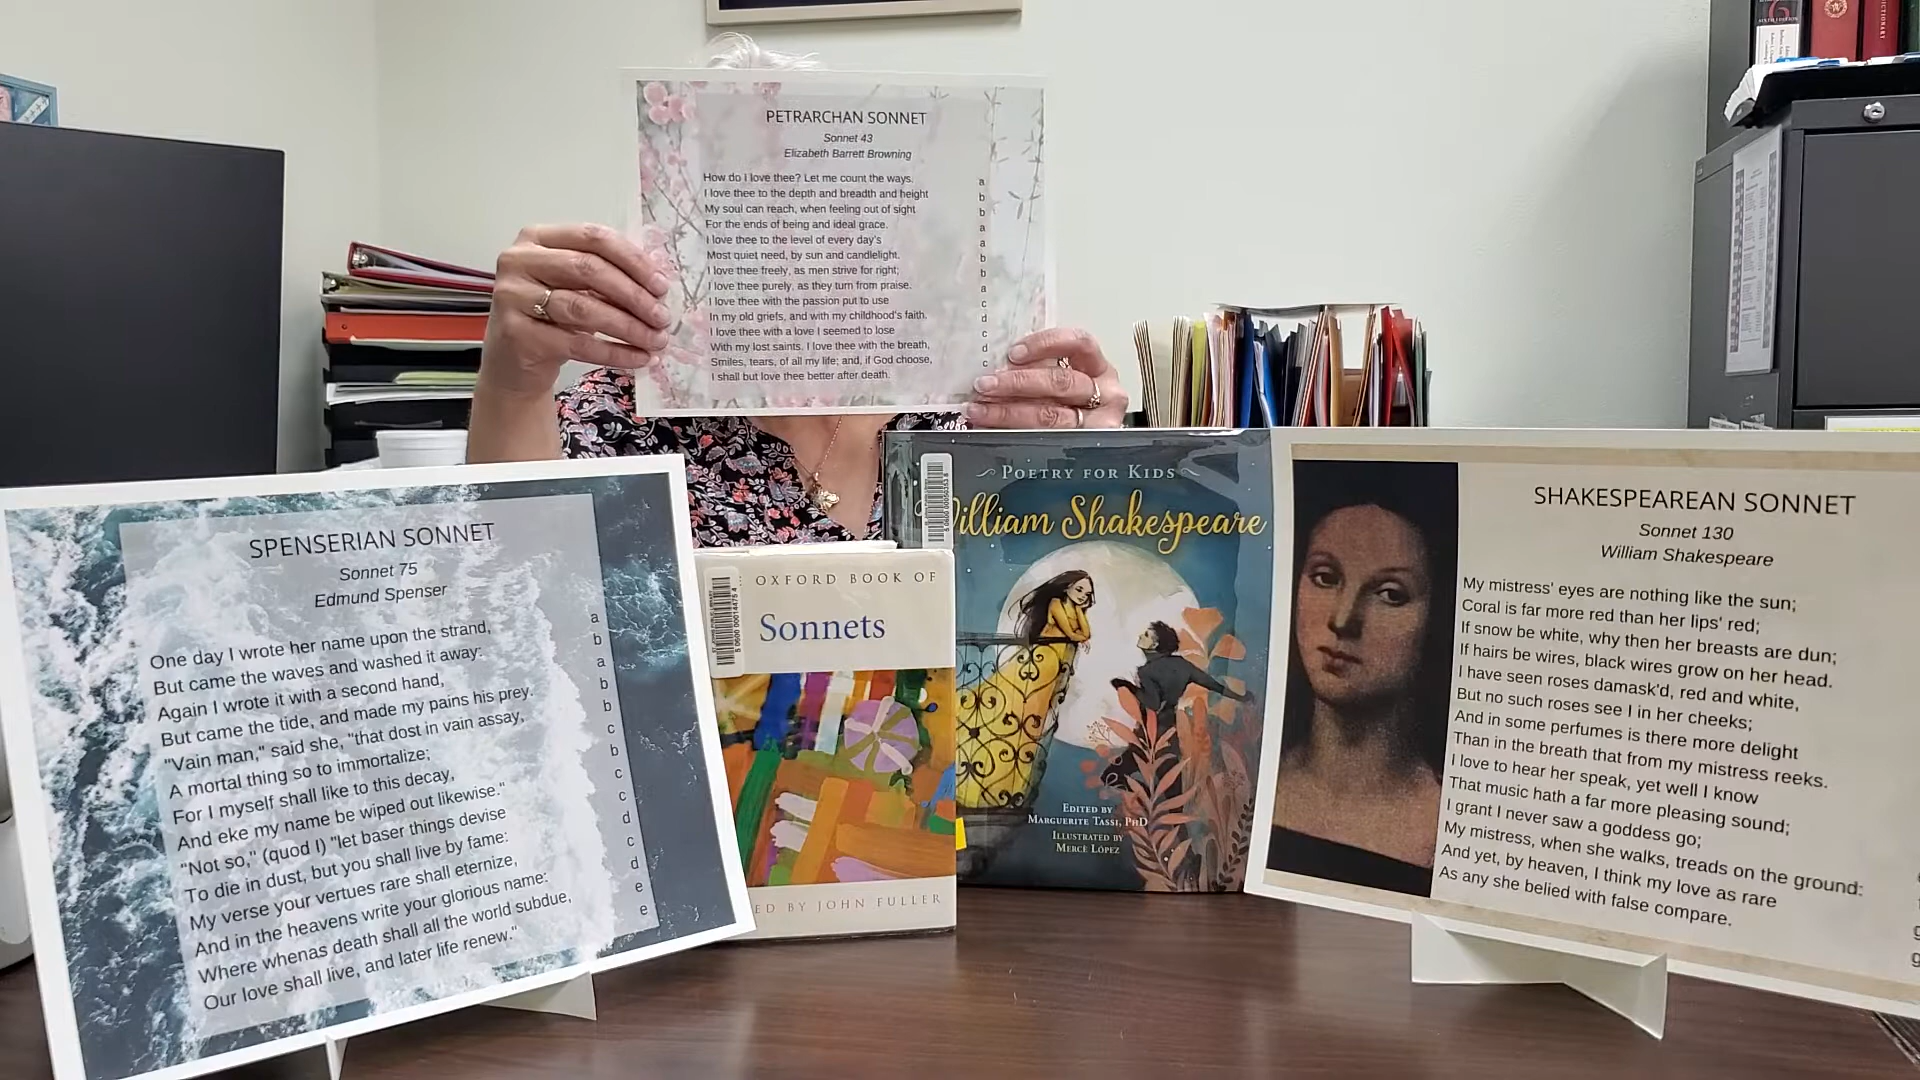 PETRARCHAN SONNET
Sonnet 43
Elizabeth Barrett Browning
How do I love thee? Let me count the ways.
I love thee to the depth and breadth and height
My soul can reach, when feeling out of sight
For the ends of being and ideal grace.
I love thee to the level of every day's
Most quiet need, by sun and candlelight.
I love thee freely, as men strive for right;
I love thee purely, as they turn from praise.
I love thee with the passion put to use
In my old griefs, and with my childhood's faith.
I love thee with a love I seemed to lose
With my lost saints. I love thee with the breath,
Smiles, tears, of all my life; and, if God choose,
I shall but love thee better after death.
a
b
b
a
a
b
b
a
c
d
c
d
c
SPENSERIAN SONNET
Sonnet 75
Edmund Spenser
One day I wrote her name upon the strand,
But came the waves and washed it away:
Again I wrote it with a second hand,
But came the tide, and made my pains his prey.
"Vain man," said she, "that dost in vain assay,
A mortal thing so to immortalize;
For I myself shall like to this decay,
And eke my name be wiped out likewise."
"Not so," (quod I) "let baser things devise
To die in dust, but you shall live by fame:
My verse your vertues rare shall eternize,
And in the heavens write your glorious name:
Where whenas death shall all the world subdue,
Our love shall live, and later life renew."
a
b
a
b
b
c
b
c
c
d
c
d
e
e
OXFORD BOOK OF
Sonnets
ED BY JOHN FULLER
POETRY FOR KIDS
William Shakespeare
EDITED BY
MARGUERITE TASSI, PHD
ILLUSTRATED BY
MERCÈ LÓPEZ
SHAKESPEAREAN SONNET
Sonnet 130
William Shakespeare
My mistress' eyes are nothing like the sun;
Coral is far more red than her lips' red;
If snow be white, why then her breasts are dun;
If hairs be wires, black wires grow on her head.
I have seen roses damask'd, red and white,
But no such roses see I in her cheeks;
And in some perfumes is there more delight
Than in the breath that from my mistress reeks.
I love to hear her speak, yet well I know
That music hath a far more pleasing sound;
I grant I never saw a goddess go;
My mistress, when she walks, treads on the ground:
And yet, by heaven, I think my love as rare
As any she belied with false compare.
g
g